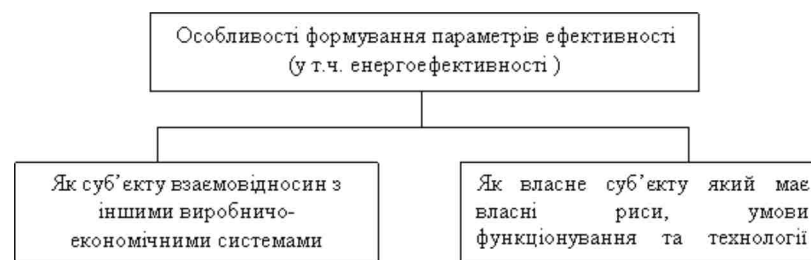 Особливості формування параметрів ефективності
(у т.ч. енергоефективності )
Як суб’єкту взаємовідносин з
іншими виробничо-
економічними системами
Як власне суб’єкту який має
власні риси, умови
функціонування та технології